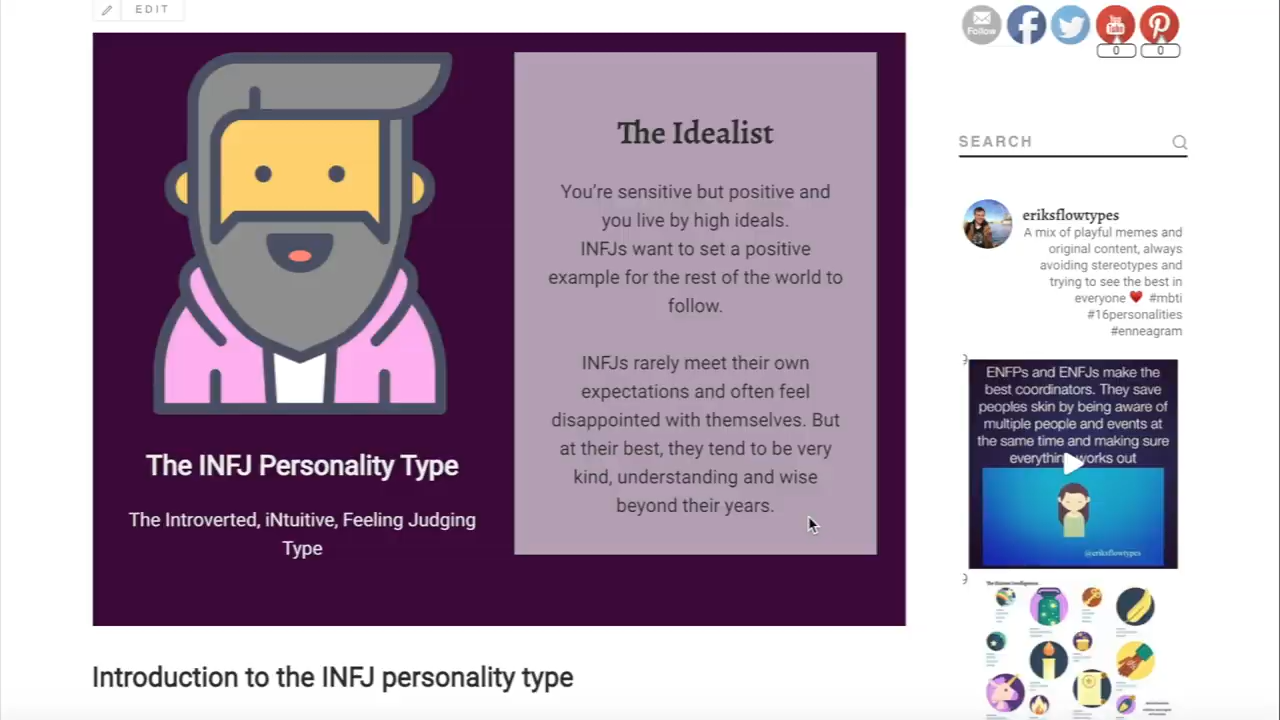 EDIT
The Idealist
You're sensitive but positive and
you live by high ideals.
INFJs want to set a positive
example for the rest of the world to
follow.
INFJs rarely meet their own
expectations and often feel
disappointed with themselves. But
at their best, they tend to be very
kind, understanding and wise
beyond their years.
The INFJ Personality Type
The Introverted, iNtuitive, Feeling Judging
Type
Introduction to the INFJ personality type
Follow
You
Tube
0
0
SEARCH
eriksflowtypes
A mix of playful memes and
original content, always
avoiding stereotypes and
trying to see the best in
everyone ❤️ #mbti
#16personalities
#enneagram
ENFPs and ENFJs make the
best coordinators. They save
peoples skin by being aware of
multiple people and events at
the same time and making sure
everything works out
@eriksflowtypes